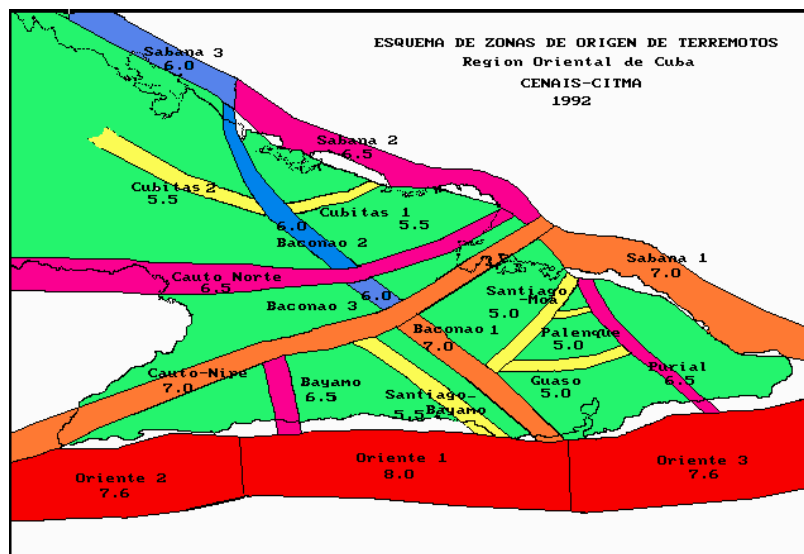 ESQUEMA DE ZONAS DE ORIGEN DE TERREMOTOS
Region Oriental de Cuba
CENAIS-CITMA
1992
Sabana 3
6.0
Sabana 2
6.5
Cubitas 2
5.5
Cubitas 1
5.5
6.0
Baconao 2
Sabana 1
7.0
Cauto Norte
6.5
Santiago
-Moa
5.0
6.0
Baconao 3
Baconao 1
7.0
Palenque
5.0
Cauto-Nipe
7.0
Bayamo
6.5
Santiago-
Bayamo
5.5
Guaso
5.0
Purial
6.5
Oriente 2
7.6
Oriente 1
8.0
Oriente 3
7.6